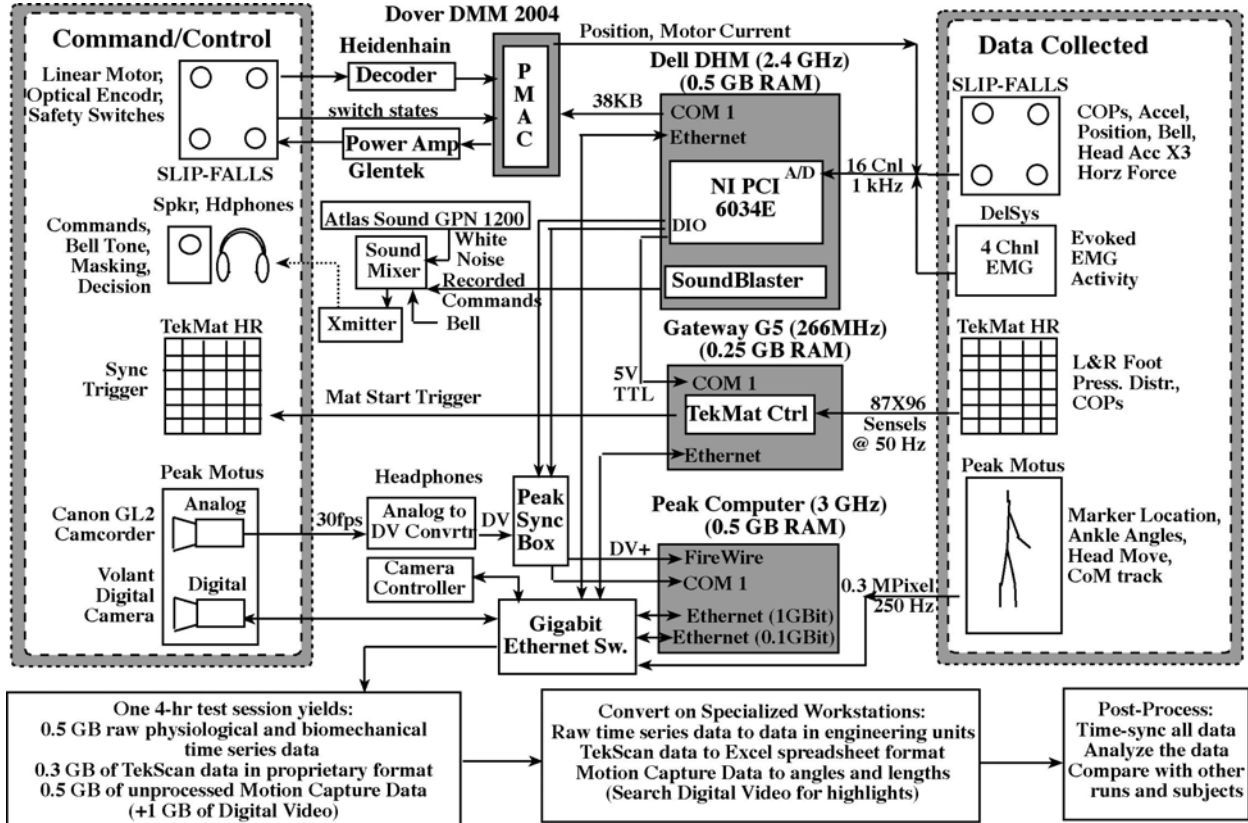 Dover DMM 2004
Command/Control
Linear Motor,
Optical Encodr,
Safety Switches
SLIP-FALLS
Heidenhain
Decoder
switch states
Power Amp
Glentek
P
M
A
C
Position, Motor Current
Dell DHM (2.4 GHz)
(0.5 GB RAM)
38KB
COM 1
Ethernet
A/D
NI PCI
6034E
DIO
SoundBlaster
16 Cnl
1 kHz
Data Collected
SLIP-FALLS
COPs, Accel,
Position, Bell,
Head Acc X3
Horz Force
Spkr, Hdphones
Commands,
Bell Tone,
Masking,
Decision
Atlas Sound GPN 1200
Sound
Mixer
White
Noise
Recorded
Commands
Xmitter
Bell
DelSys
4 Chnl
EMG
Evoked
EMG
Activity
TekMat HR
Sync
Trigger
Mat Start Trigger
5V
TTL
Gateway G5 (266MHz)
(0.25 GB RAM)
COM 1
TekMat Ctrl
Ethernet
87X96
Sensels
@ 50 Hz
TekMat HR
L&R Foot
Press. Distr.,
COPs
Peak Motus
Analog
Canon GL2
Camcorder
Volant
Digital
Camera
Digital
30fps
Headphones
Analog to
DV Convrtr
DV
Camera
Controller
Peak
Sync
Box
DV+
Gigabit
Ethernet Sw.
Peak Computer (3 GHz)
(0.5 GB RAM)
FireWire
COM 1
Ethernet (1GBit)
Ethernet (0.1GBit)
0.3 MPixel
250 Hz
Peak Motus
Marker Location,
Ankle Angles,
Head Move,
CoM track
One 4-hr test session yields:
0.5 GB raw physiological and biomechanical
time series data
0.3 GB of TekScan data in proprietary format
0.5 GB of unprocessed Motion Capture Data
(+1 GB of Digital Video)
Convert on Specialized Workstations:
Raw time series data to data in engineering units
TekScan data to Excel spreadsheet format
Motion Capture Data to angles and lengths
(Search Digital Video for highlights)
Post-Process:
Time-sync all data
Analyze the data
Compare with other
runs and subjects